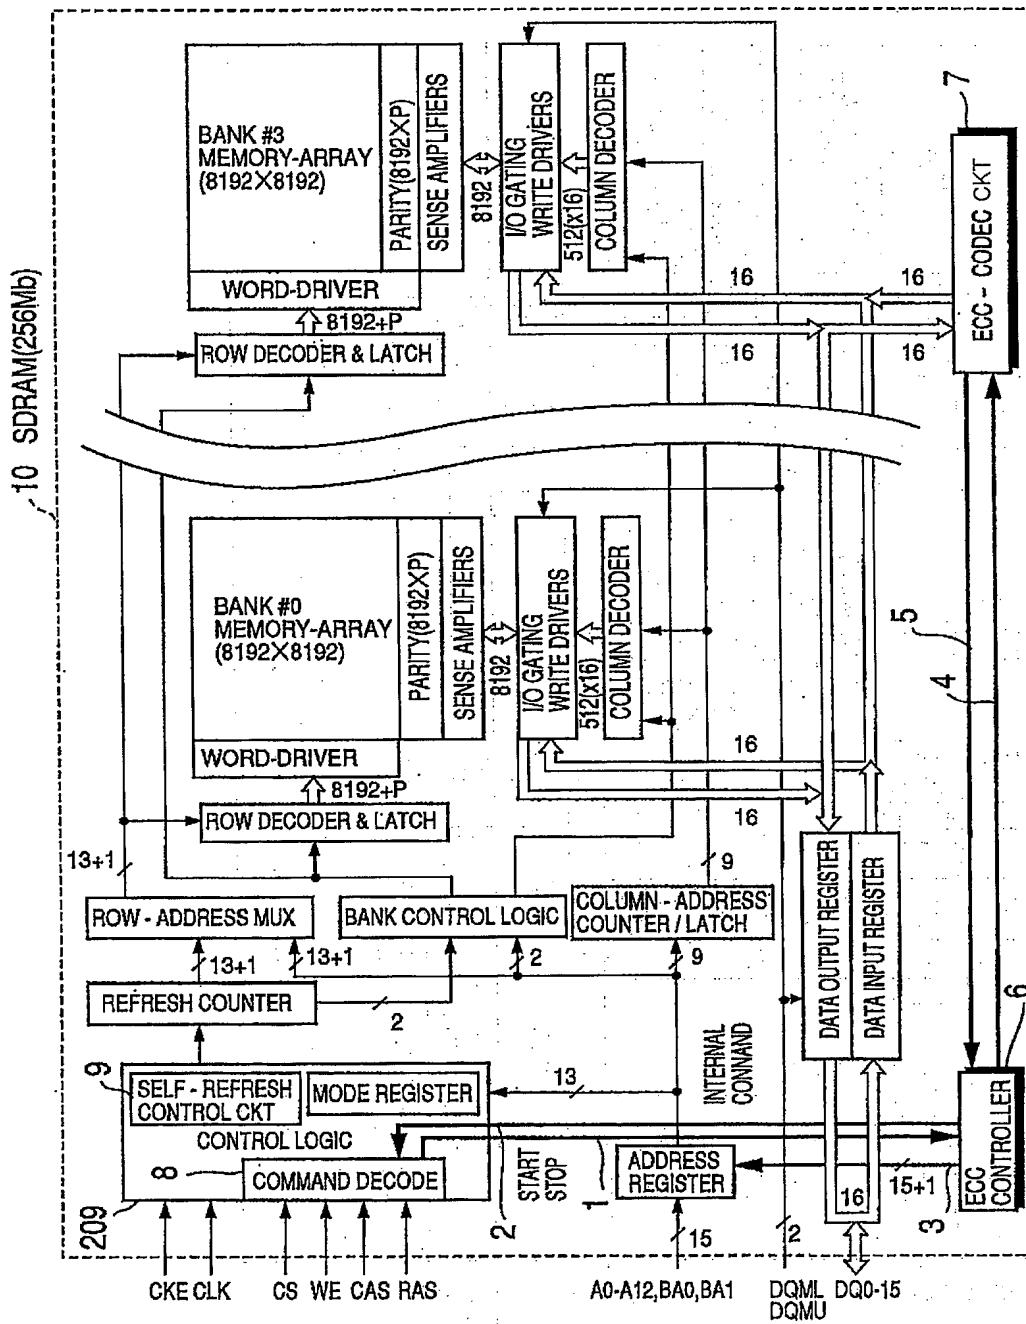 10 SDRAM(256Mb)
BANK #3
MEMORY-ARRAY
(8192X8192)
PARITY(8192XP)
SENSE AMPLIFIERS
WORD-DRIVER
8192+P
ROW DECODER & LATCH
8192
I/O GATING
WRITE DRIVERS
512(x16)
COLUMN DECODER
16
16
16
16
ECC - CODEC CKT
7
BANK #0
MEMORY-ARRAY
(8192X8192)
PARITY(8192XP)
SENSE AMPLIFIERS
WORD-DRIVER
8192+P
ROW DECODER & LATCH
8192
I/O GATING
WRITE DRIVERS
512(x16)
COLUMN DECODER
16
16
5
4
13+1
ROW - ADDRESS MUX
BANK CONTROL LOGIC
COLUMN - ADDRESS
COUNTER / LATCH
9
13+1
13+1
2
9
REFRESH COUNTER
2
DATA OUTPUT REGISTER
DATA INPUT REGISTER
9
SELF - REFRESH
CONTROL CKT
MODE REGISTER
CONTROL LOGIC
8
COMMAND DECODE
209
13
INTERNAL
CONNAND
START
STOP
2
1
ADDRESS
REGISTER
15
2
16
15+1
3
ECC
CONTROLLER
6
CKE CLK
CS
WE
CAS
RAS
A0-A12,BA0,BA1
DQML
DQMU
DQ0-15